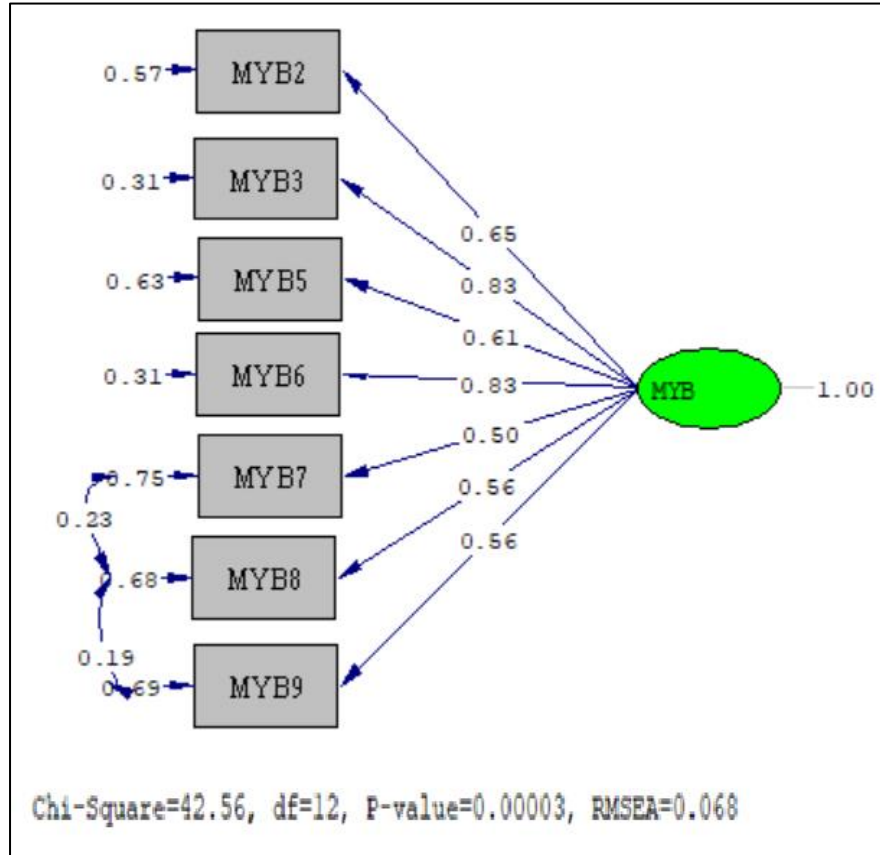 0.57
MYB2
0.31
MYB3
0.65
0.83
0.63
MYB5
0.61
0.31
MYB6
0.83
MYB
1.00
0.50
0.75
MYB7
0.56
0.23
0.56
0.68
MYB8
0.19
0.69
MYB9
Chi-Square=42.56, df=12, P-value=0.00003, RMSEA=0.068